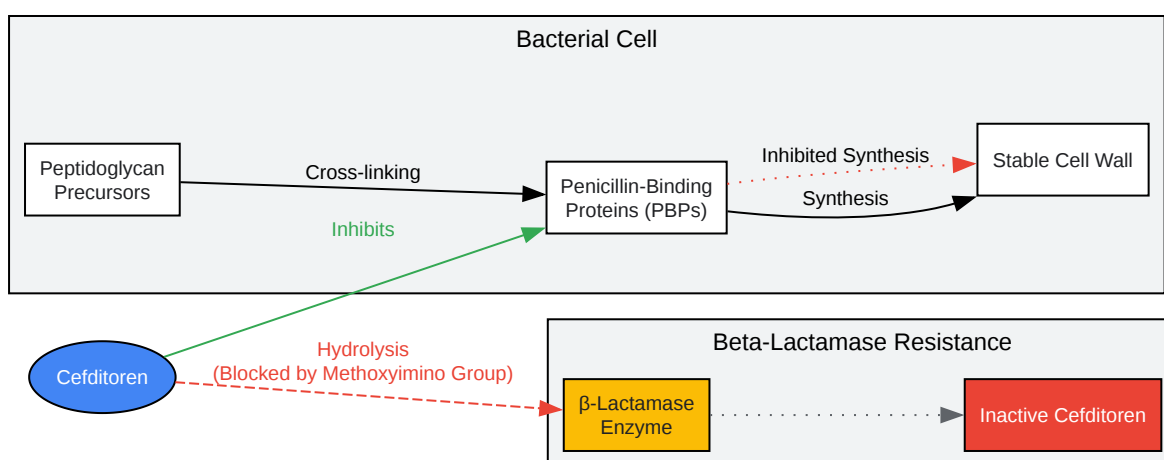 Bacterial Cell
Peptidoglycan
Precursors
Cross-linking
Penicillin-Binding
Proteins (PBPs)
Inhibited Synthesis
Synthesis
Stable Cell Wall
Inhibits
Cefditoren
Hydrolysis
(Blocked by Methoxyimino Group)
Beta-Lactamase Resistance
β-Lactamase
Enzyme
Inactive Cefditoren